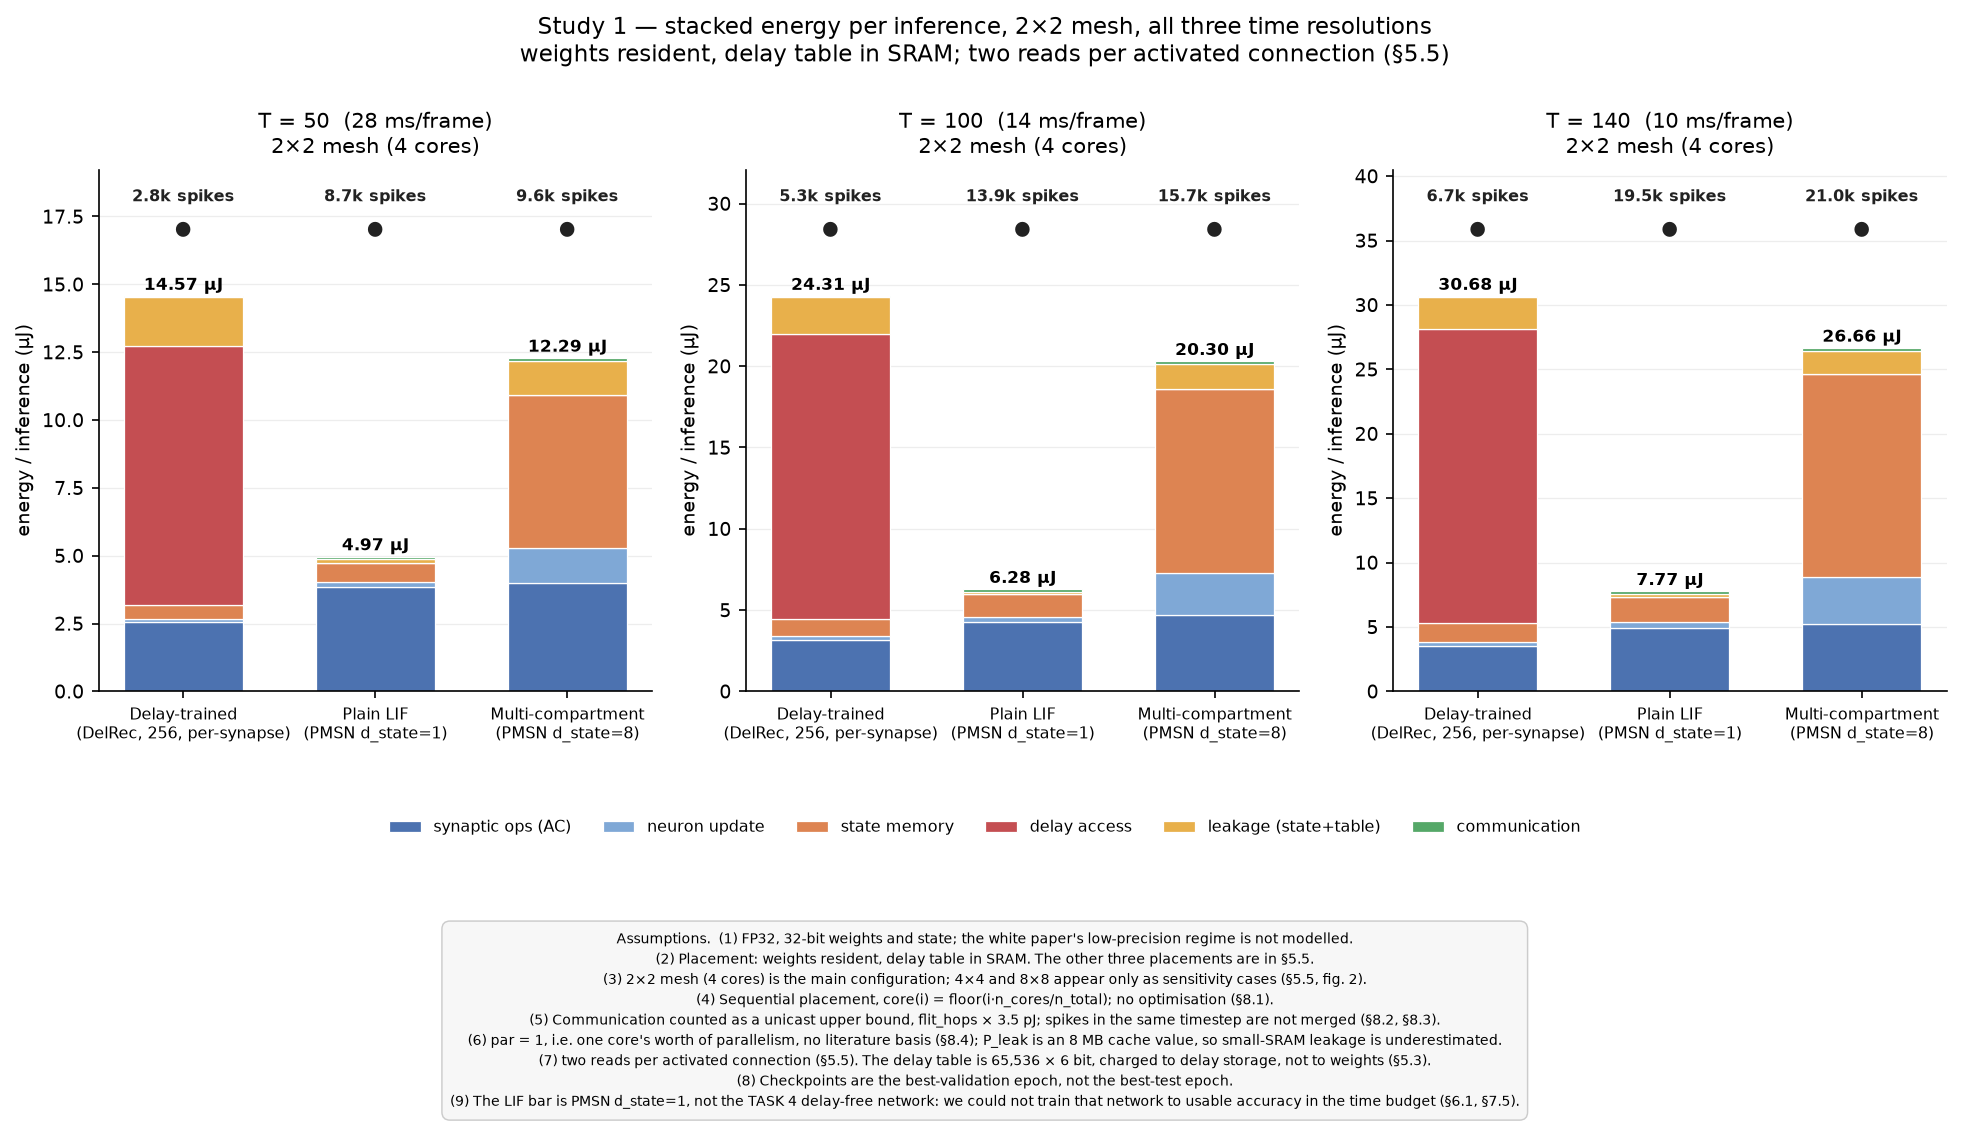 Study 1 — stacked energy per inference, 2×2 mesh, all three time resolutions
weights resident, delay table in SRAM; two reads per activated connection (§5.5)
T = 50  (28 ms/frame)
2×2 mesh (4 cores)
energy / inference (µJ)
17.5
15.0
12.5
10.0
7.5
5.0
2.5
0.0
2.8k spikes
8.7k spikes
9.6k spikes
14.57 µJ
4.97 µJ
12.29 µJ
Delay-trained
(DelRec, 256, per-synapse)
Plain LIF
(PMSN d_state=1)
Multi-compartment
(PMSN d_state=8)
T = 100  (14 ms/frame)
2×2 mesh (4 cores)
energy / inference (µJ)
30
25
20
15
10
5
0
5.3k spikes
13.9k spikes
15.7k spikes
24.31 µJ
6.28 µJ
20.30 µJ
Delay-trained
(DelRec, 256, per-synapse)
Plain LIF
(PMSN d_state=1)
Multi-compartment
(PMSN d_state=8)
T = 140  (10 ms/frame)
2×2 mesh (4 cores)
energy / inference (µJ)
40
35
30
25
20
15
10
5
0
6.7k spikes
19.5k spikes
21.0k spikes
30.68 µJ
7.77 µJ
26.66 µJ
Delay-trained
(DelRec, 256, per-synapse)
Plain LIF
(PMSN d_state=1)
Multi-compartment
(PMSN d_state=8)
synaptic ops (AC)
neuron update
state memory
delay access
leakage (state+table)
communication
Assumptions.  (1) FP32, 32-bit weights and state; the white paper's low-precision regime is not modelled.
(2) Placement: weights resident, delay table in SRAM. The other three placements are in §5.5.
(3) 2×2 mesh (4 cores) is the main configuration; 4×4 and 8×8 appear only as sensitivity cases (§5.5, fig. 2).
(4) Sequential placement, core(i) = floor(i·n_cores/n_total); no optimisation (§8.1).
(5) Communication counted as a unicast upper bound, flit_hops × 3.5 pJ; spikes in the same timestep are not merged (§8.2, §8.3).
(6) par = 1, i.e. one core's worth of parallelism, no literature basis (§8.4); P_leak is an 8 MB cache value, so small-SRAM leakage is underestimated.
(7) two reads per activated connection (§5.5). The delay table is 65,536 × 6 bit, charged to delay storage, not to weights (§5.3).
(8) Checkpoints are the best-validation epoch, not the best-test epoch.
(9) The LIF bar is PMSN d_state=1, not the TASK 4 delay-free network: we could not train that network to usable accuracy in the time budget (§6.1, §7.5).